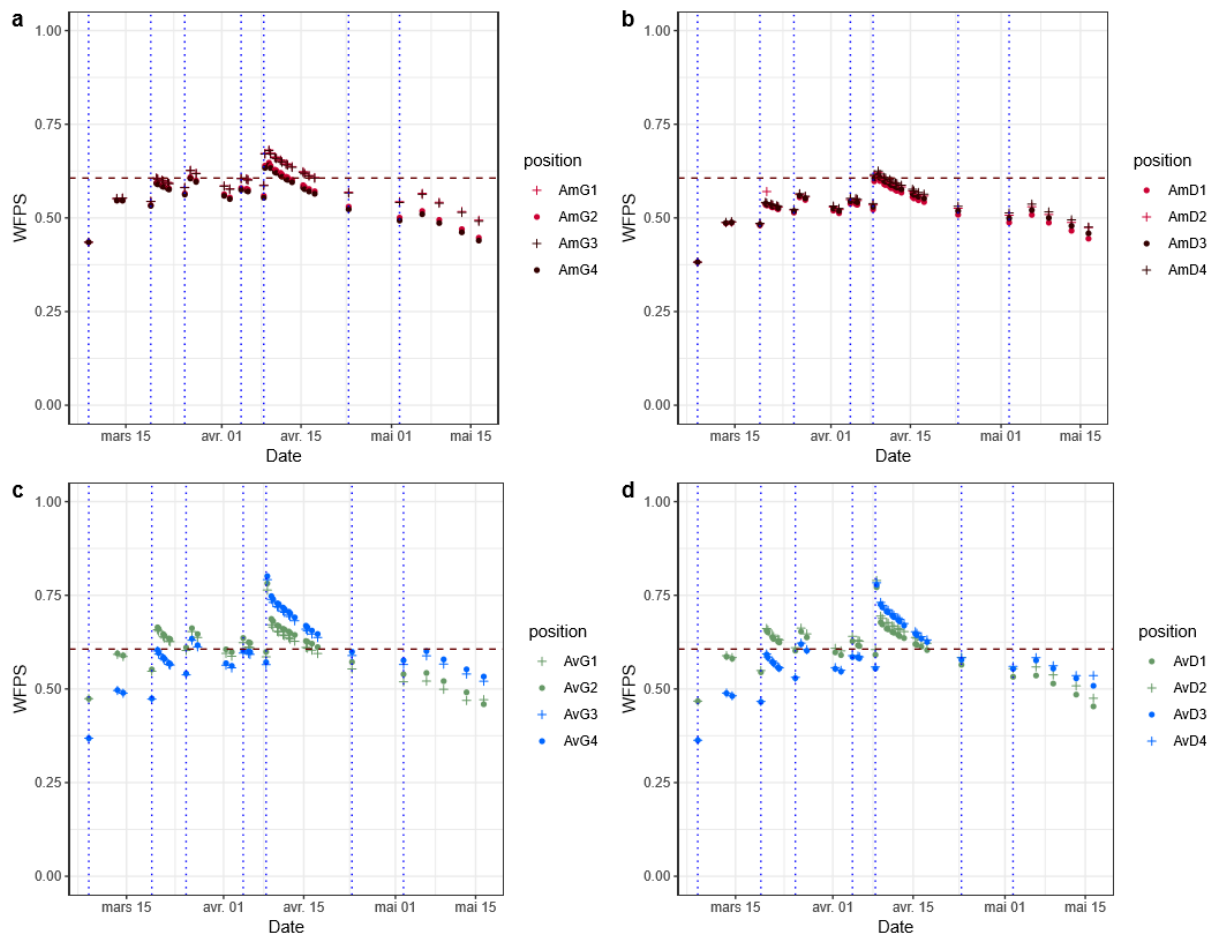 a
1.00
0.75
0.50
0.25
0.00
WFPS
mars 15
avr. 01
avr. 15
mai 01
mai 15
Date
position
AmG1
AmG2
AmG3
AmG4
b
1.00
0.75
0.50
0.25
0.00
WFPS
mars 15
avr. 01
avr. 15
mai 01
mai 15
Date
position
AmD1
AmD2
AmD3
AmD4
c
1.00
0.75
0.50
0.25
0.00
WFPS
mars 15
avr. 01
avr. 15
mai 01
mai 15
Date
position
AvG1
AvG2
AvG3
AvG4
d
1.00
0.75
0.50
0.25
0.00
WFPS
mars 15
avr. 01
avr. 15
mai 01
mai 15
Date
position
AvD1
AvD2
AvD3
AvD4